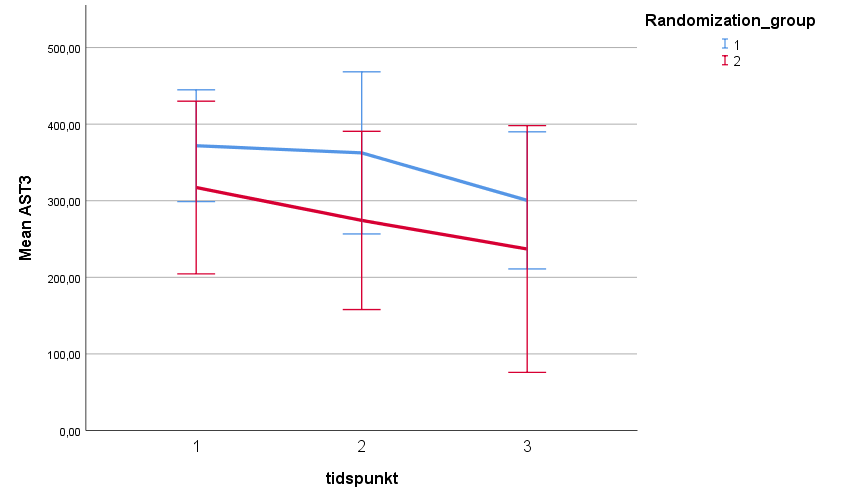 Randomization_group
1
2
500,00
400,00
300,00
200,00
100,00
0,00
Mean AST3
1 2 3
tidspunkt